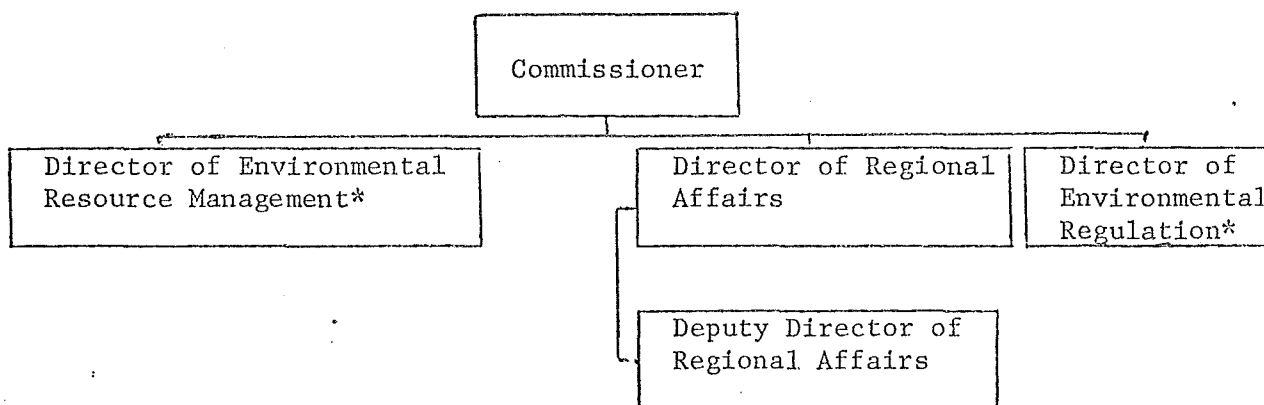 Commissioner
Director of Environmental
Resource Management*
Director of Regional
Affairs
Director of
Environmental
Regulation*
Deputy Director of
Regional Affairs